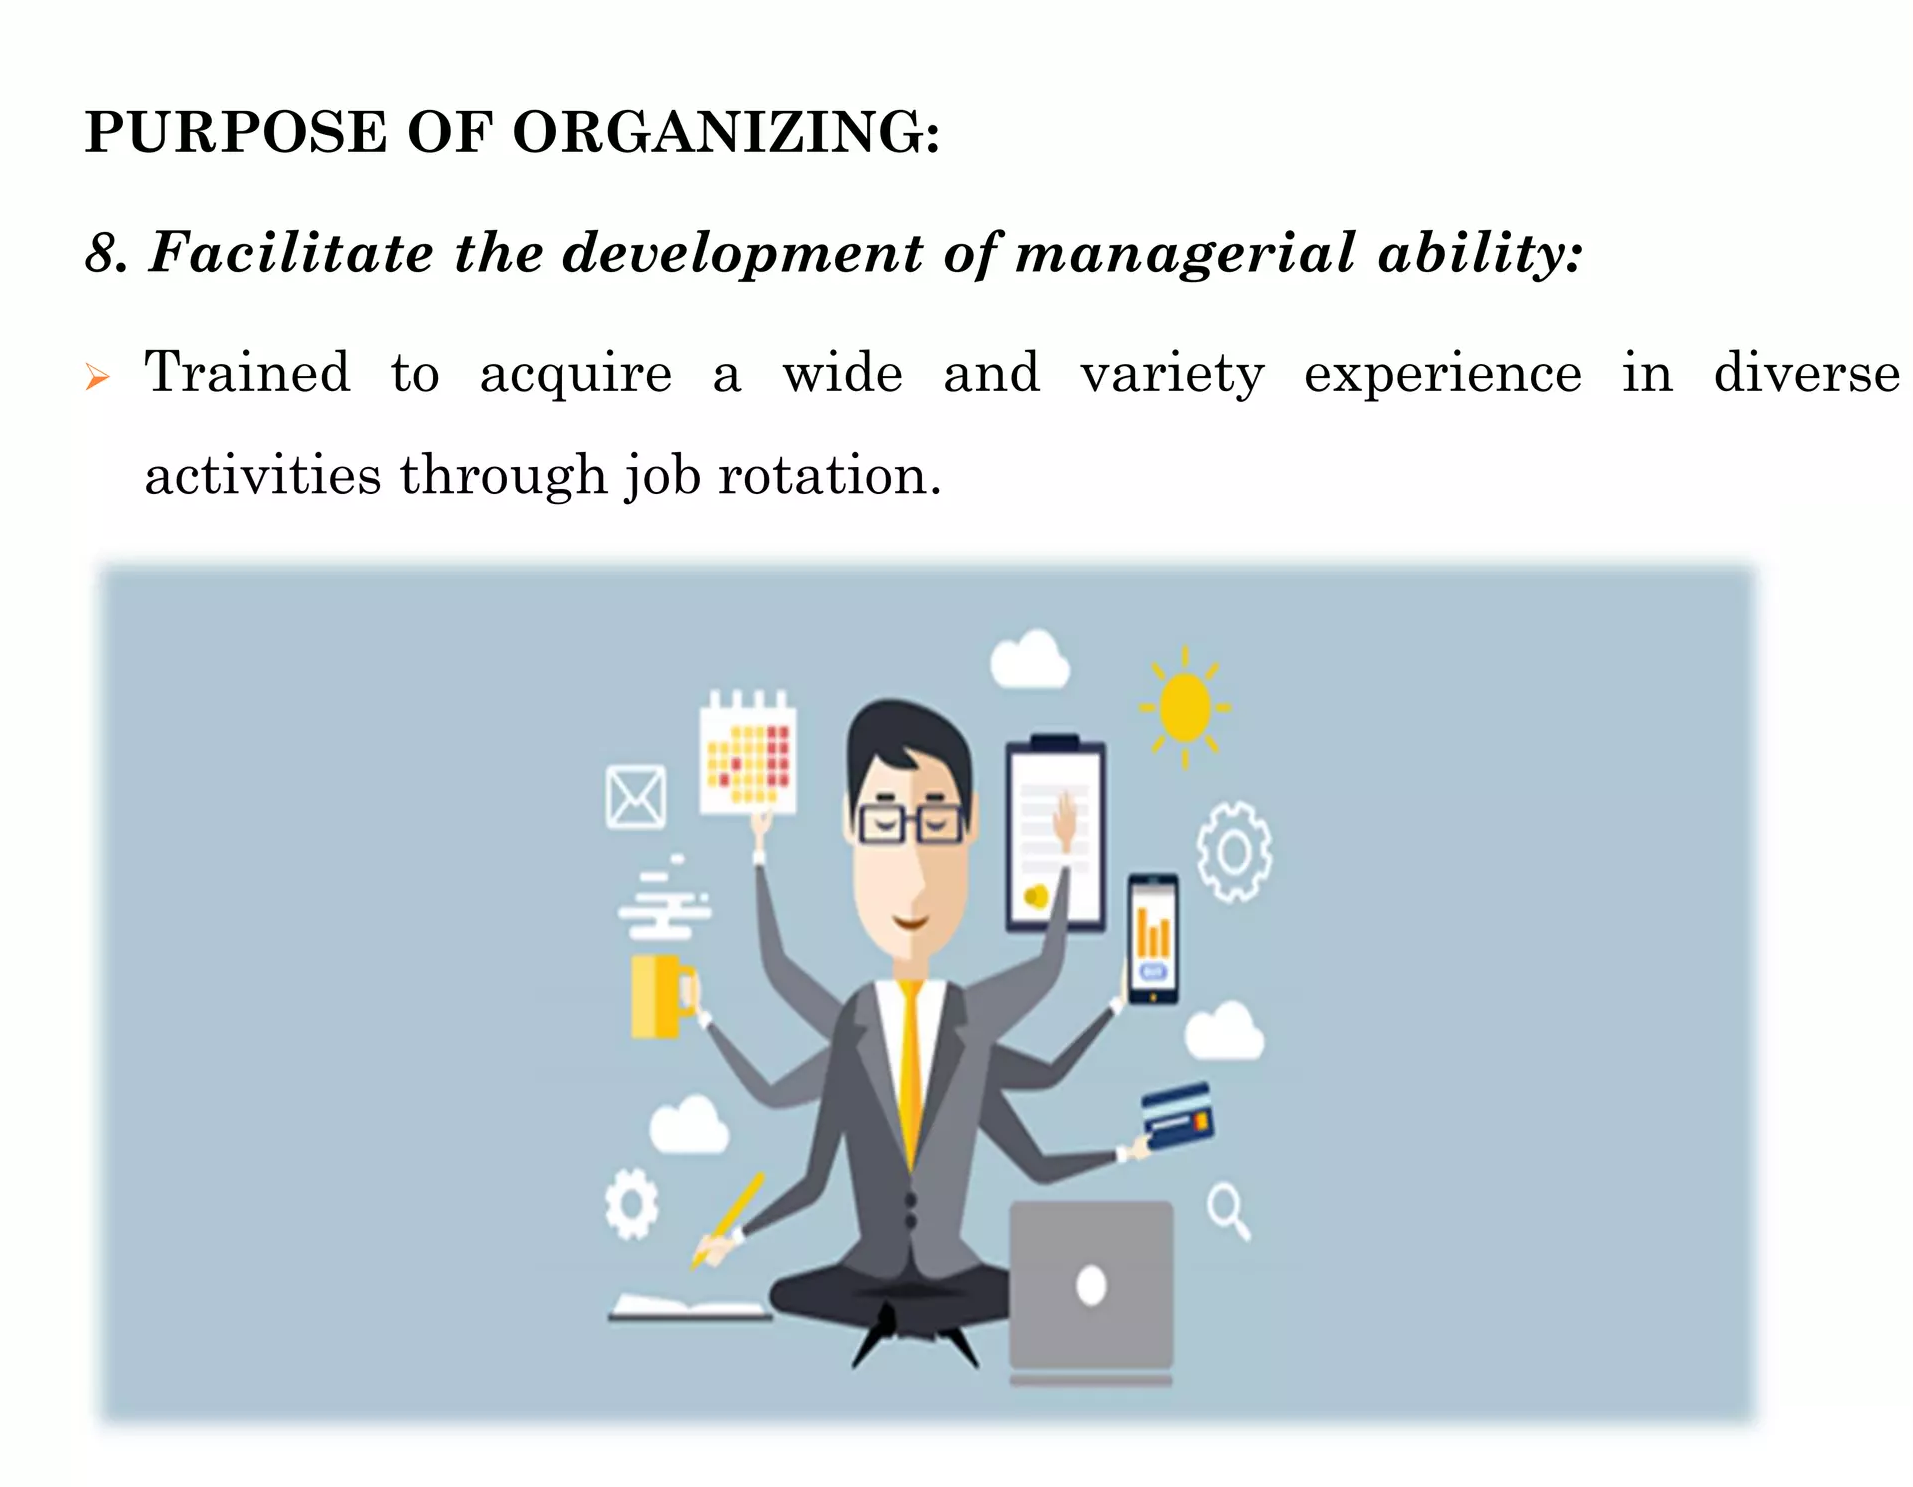 PURPOSE OF ORGANIZING:
8. Facilitate the development of managerial ability:
➢ Trained to acquire a wide and variety experience in diverse
activities through job rotation.